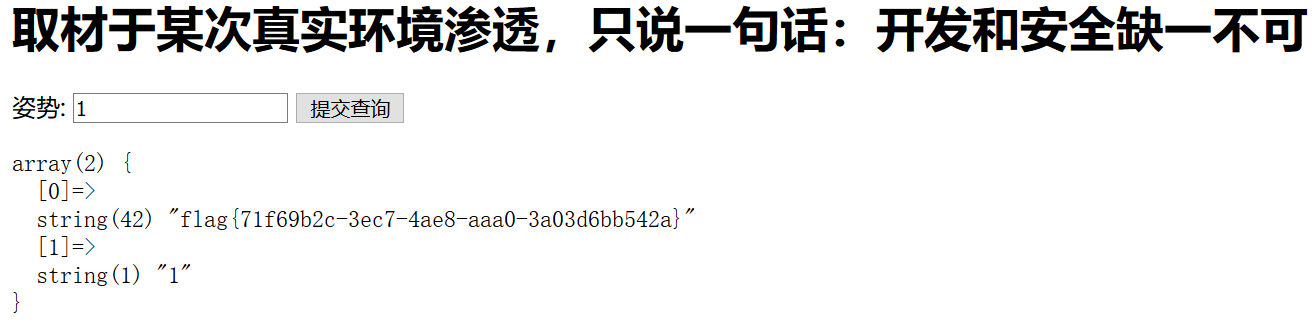 取材于某次真实环境渗透，只说一句话：开发和安全缺一不可
姿势: 1 提交查询
array(2) {
  [0]=>
  string(42) "flag{71f69b2c-3ec7-4ae8-aaa0-3a03d6bb542a}"
  [1]=>
  string(1) "1"
}